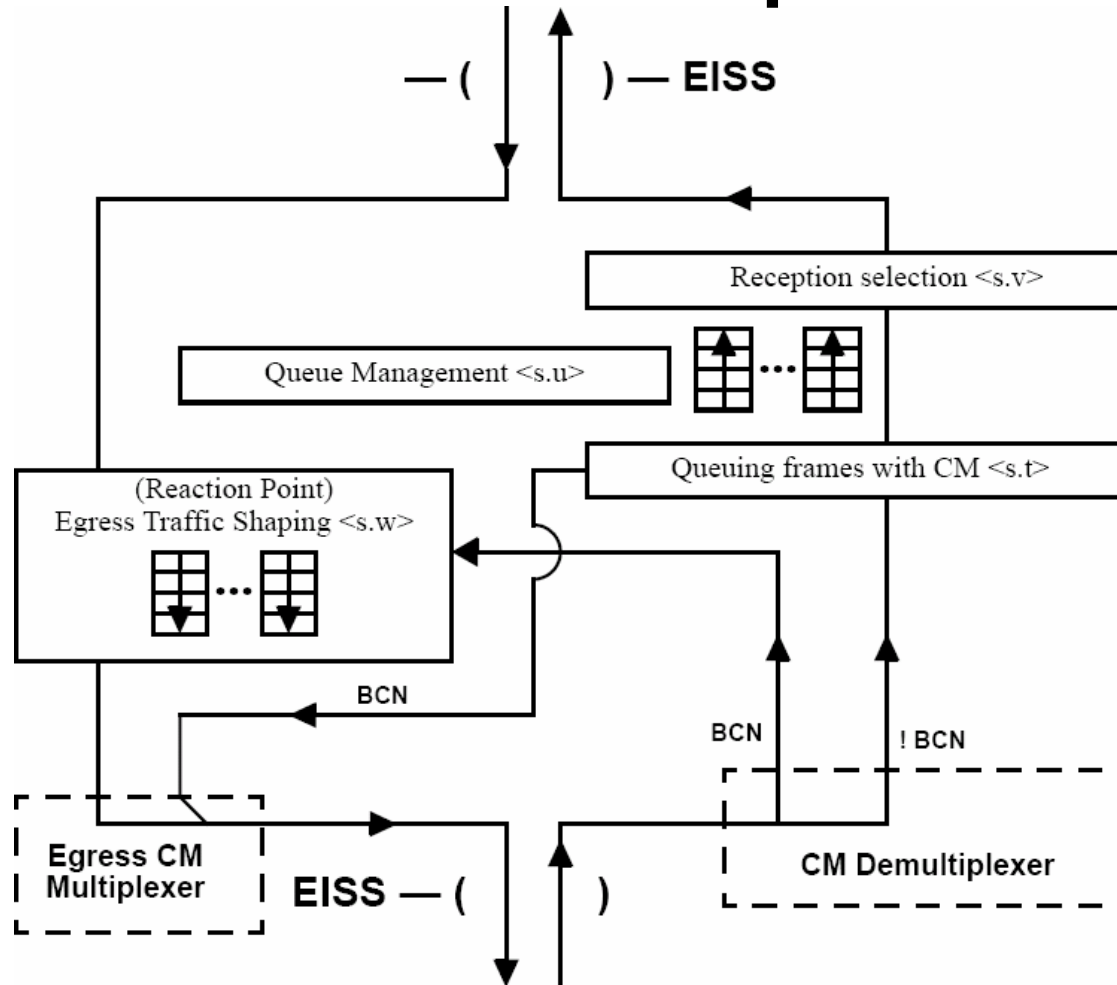 — ( ) — EISS
Reception selection <s.v>
Queue Management <s.u>
Queuing frames with CM <s.t>
(Reaction Point)
Egress Traffic Shaping <s.w>
BCN
BCN
! BCN
Egress CM
Multiplexer
CM Demultiplexer
EISS — ( )